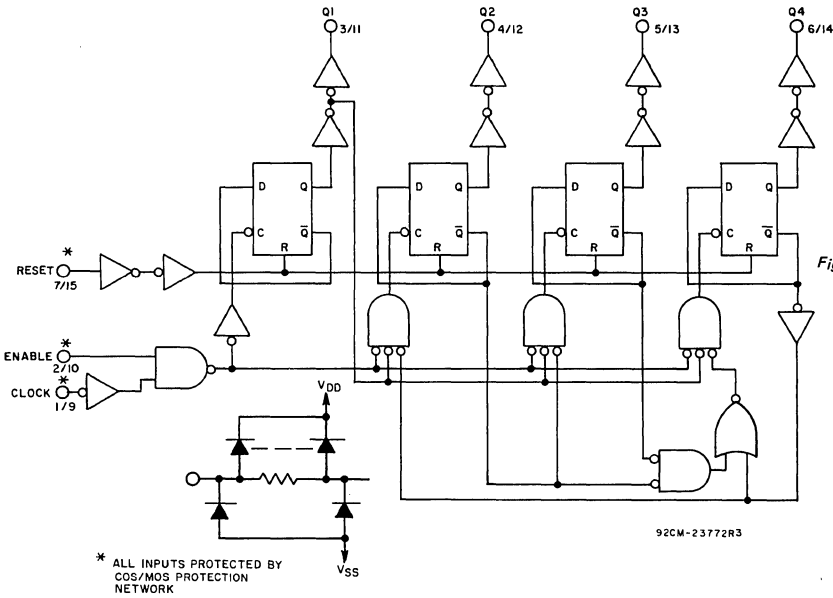 Q1
3/11
Q2
4/12
Q3
5/13
Q4
6/14
D Q
C Q̅
R
D Q
C Q̅
R
D Q
C Q̅
R
D Q
C Q̅
R
*
RESET
7/15
Fig
*
ENABLE
2/10
*
CLOCK
1/9
VDD
VSS
* ALL INPUTS PROTECTED BY
COS/MOS PROTECTION
NETWORK
92CM-23772R3